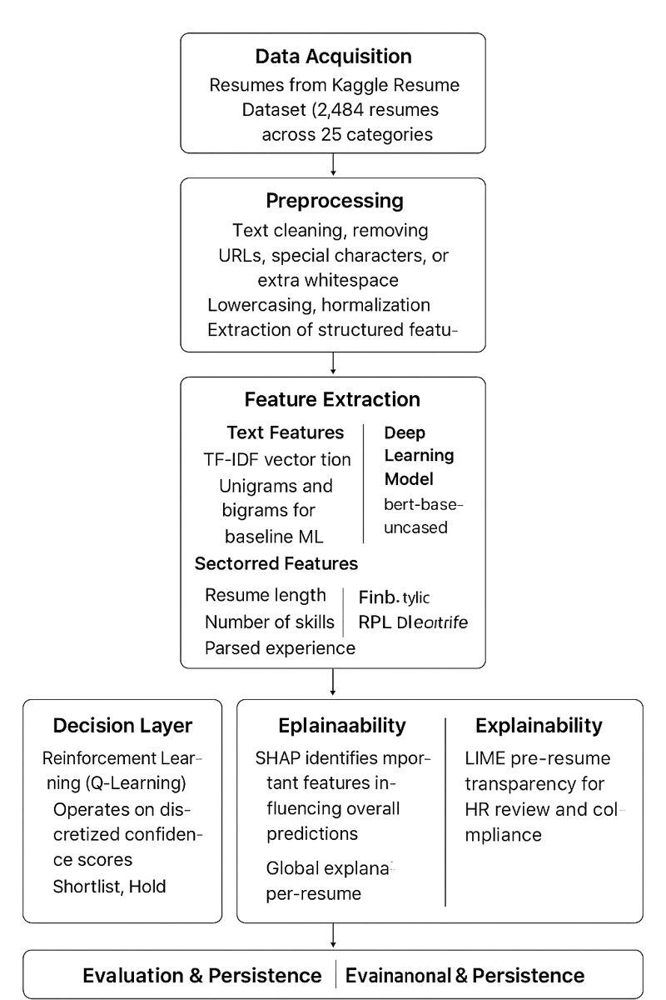 Data Acquisition
Resumes from Kaggle Resume
Dataset (2,484 resumes
across 25 categories
Preprocessing
Text cleaning, removing
URLs, special characters, or
extra whitespace
Lowercasing, hormalization
Extraction of structured featu-
Feature Extraction
Text Features
TF-IDF vector tion
Unigrams and
bigrams for
baseline ML
Deep
Learning
Model
bert-base-
uncased
Sectorred Features
Resume length
Number of skills
Parsed experience
Finb. tylic
RPL
Decision Layer
Reinforcement Lear-
ning (Q-Learning)
Operates on dis-
cretized confiden-
ce scores
Shortlist, Hold
Eplainaability
SHAP identifies mpor-
tant features in-
fluencing overall
predictions
Global explana
per-resume
Explainability
LIME pre-resume
transparency for
HR review and col-
mpliance
Evaluation & Persistence
Evainanonal & Persistence